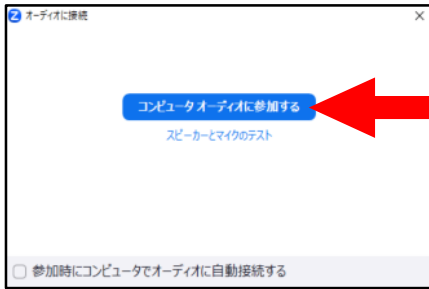 オーディオに接続
コンピュータ オーディオに参加する
スピーカーとマイクのテスト
参加時にコンピュータでオーディオに自動接続する